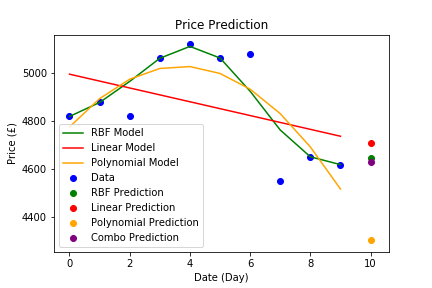 Price Prediction
5000
4800
4600
4400
Price (£)
RBF Model
Linear Model
Polynomial Model
Data
RBF Prediction
Linear Prediction
Polynomial Prediction
Combo Prediction
0 2 4 6 8 10
Date (Day)